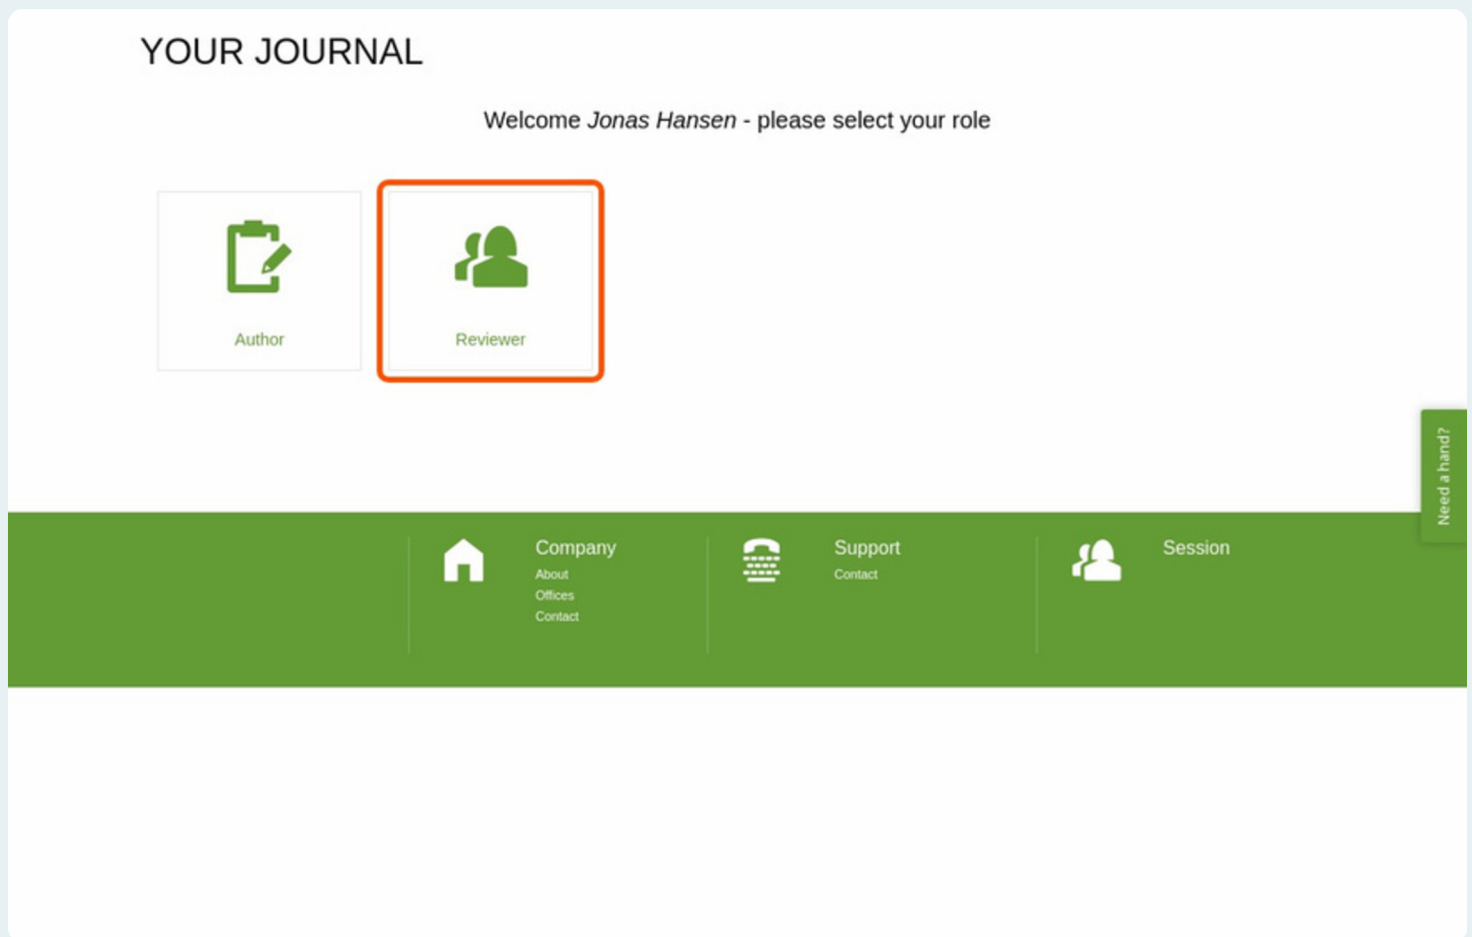 YOUR JOURNAL
Welcome Jonas Hansen - please select your role
Author
Reviewer
Need a hand?
Company
About
Offices
Contact
Support
Contact
Session